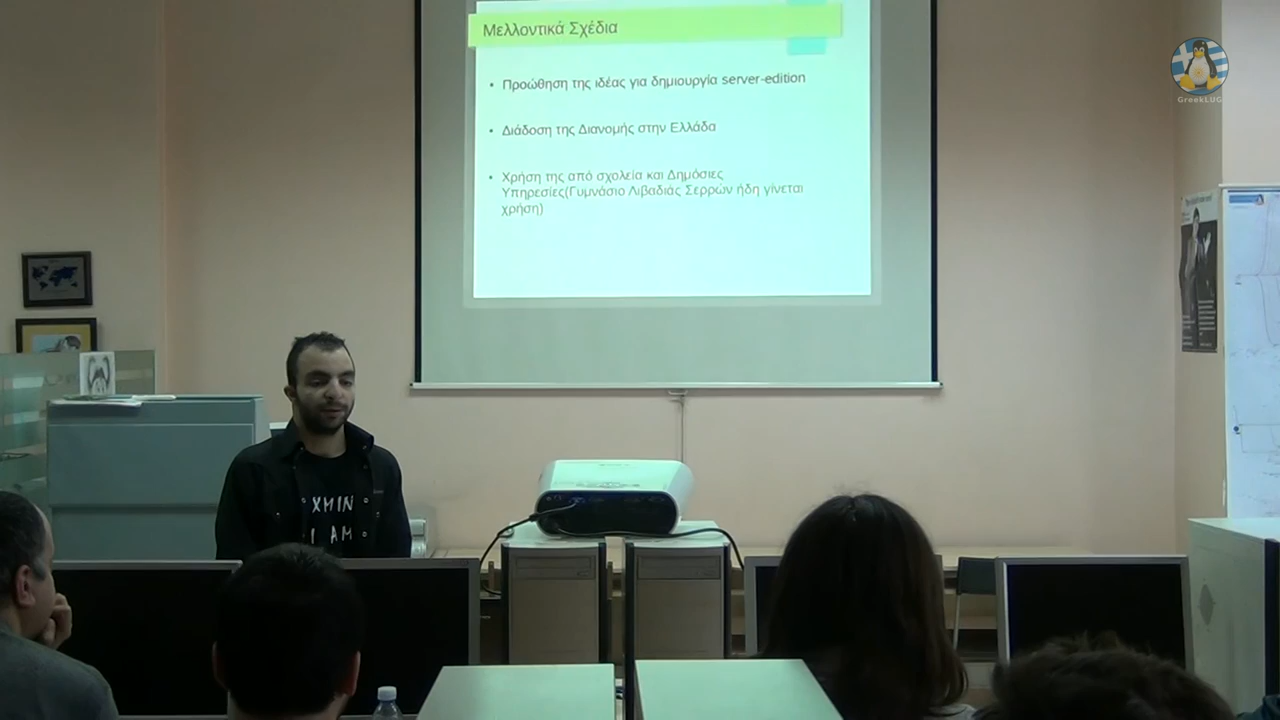 Μελλοντικά Σχέδια
• Προώθηση της ιδέας για δημιουργία server-edition
• Διάδοση της Διανομής στην Ελλάδα
• Χρήση της από σχολεία και Δημόσιες
Υπηρεσίες(Γυμνάσιο Λιβαδιάς Σερρών ήδη γίνεται
χρήση)
GreekLUG
I AM